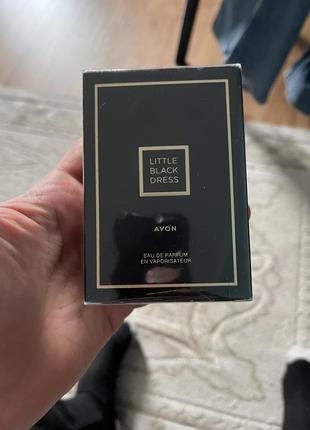 LITTLE
BLACK
DRESS
AVON
EAU DE PARFUM
EN VAPORISATEUR